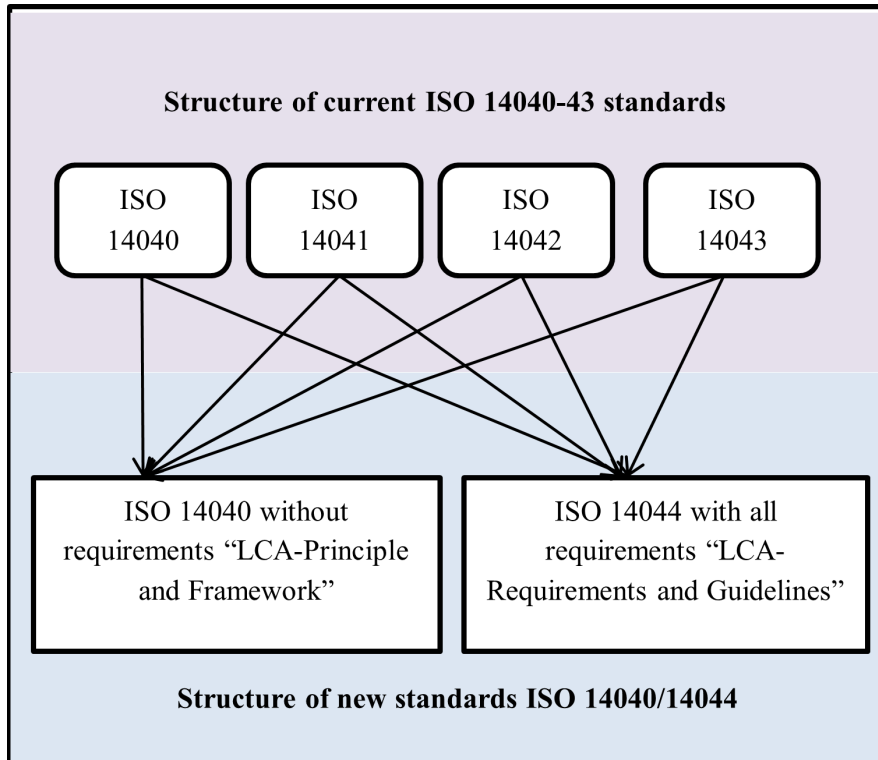 Structure of current ISO 14040-43 standards
ISO
14040
ISO
14041
ISO
14042
ISO
14043
ISO 14040 without
requirements “LCA-Principle
and Framework”
ISO 14044 with all
requirements “LCA-
Requirements and Guidelines”
Structure of new standards ISO 14040/14044